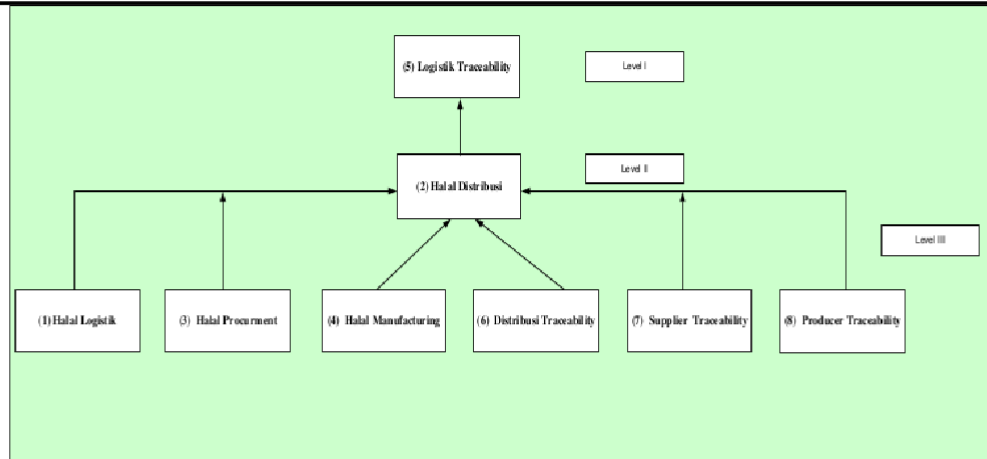 (5) Logistik Traceability
Level I
(2) Halal Distribusi
Level II
Level III
(1) Halal Logistik
(3) Halal Procurment
(4) Halal Manufacturing
(6) Distribusi Traceability
(7) Supplier Traceability
(8) Producer Traceability